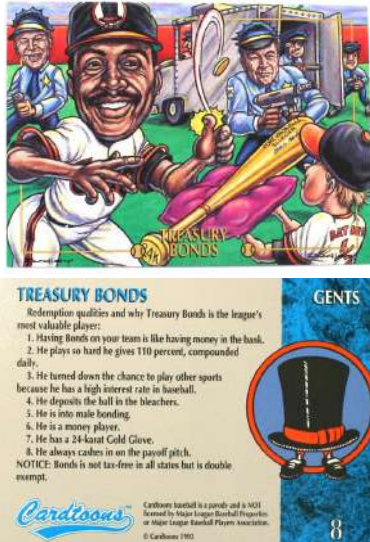 24K
TREASURY
BONDS
BAT BOY
TREASURY BONDS
GENTS
Redemption qualities and why Treasury Bonds is the league's
most valuable player:
1. Having Bonds on your team is like having money in the bank.
2. He plays so hard he gives 110 percent, compounded
daily.
3. He turned down the chance to play other sports
because he has a high interest rate in baseball.
4. He deposits the ball in the bleachers.
5. He is into male bonding.
6. He is a money player.
7. He has a 24-karat Gold Glove.
8. He always cashes in on the payoff pitch.
NOTICE: Bonds is not tax-free in all states but is double
exempt.
Cardtoons™
Cardtoons baseball is a parody and is NOT
licensed by Major League Baseball Properties
or Major League Baseball Players Association.
© Cardtoons 1993
8